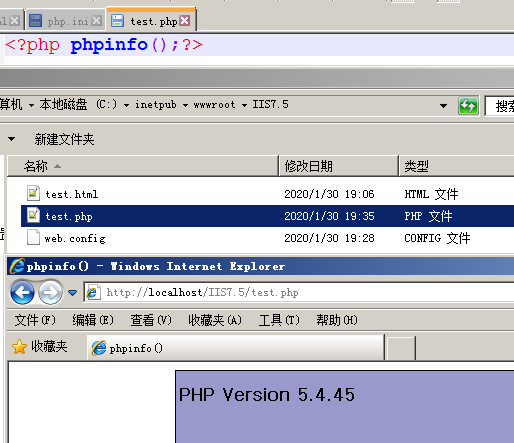 php.ini test.php
<?php phpinfo();?>
算机 本地磁盘 (C:) inetpub wwwroot IIS7.5 搜索
新建文件夹
名称 修改日期 类型
test.html 2020/1/30 19:06 HTML 文件
test.php 2020/1/30 19:35 PHP 文件
web.config 2020/1/30 19:28 CONFIG 文件
phpinfo() - Windows Internet Explorer
http://localhost/IIS7.5/test.php
文件(F) 编辑(E) 查看(V) 收藏夹(A) 工具(T) 帮助(H)
收藏夹 phpinfo()
PHP Version 5.4.45